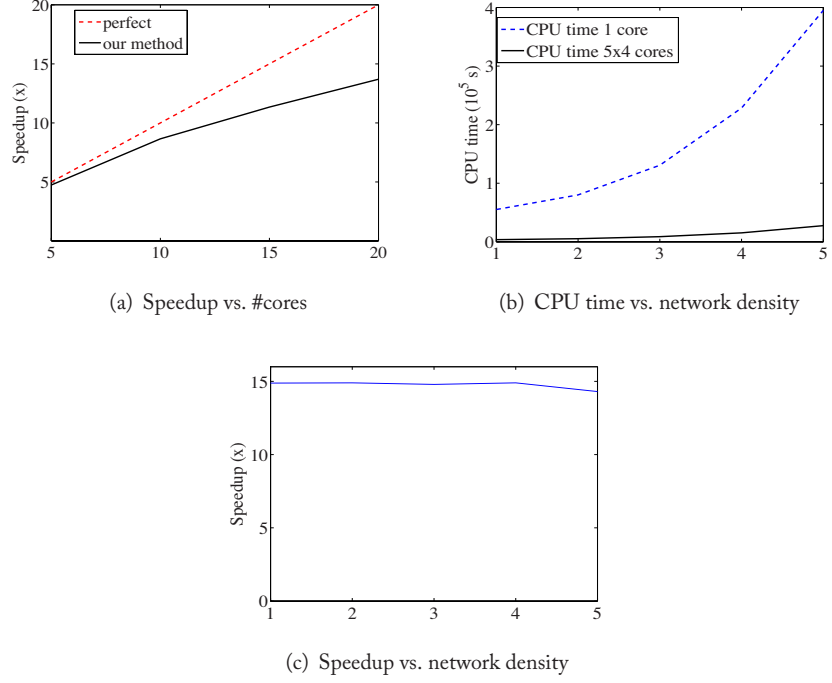 20
15
10
5
Speedup (x)
perfect
our method
5 10 15 20
(a) Speedup vs. #cores
4
2
1
0
CPU time (10^5 s)
CPU time 1 core
CPU time 5x4 cores
1 2 3 4 5
(b) CPU time vs. network density
15
10
5
0
Speedup (x)
1 2 3 4 5
(c) Speedup vs. network density